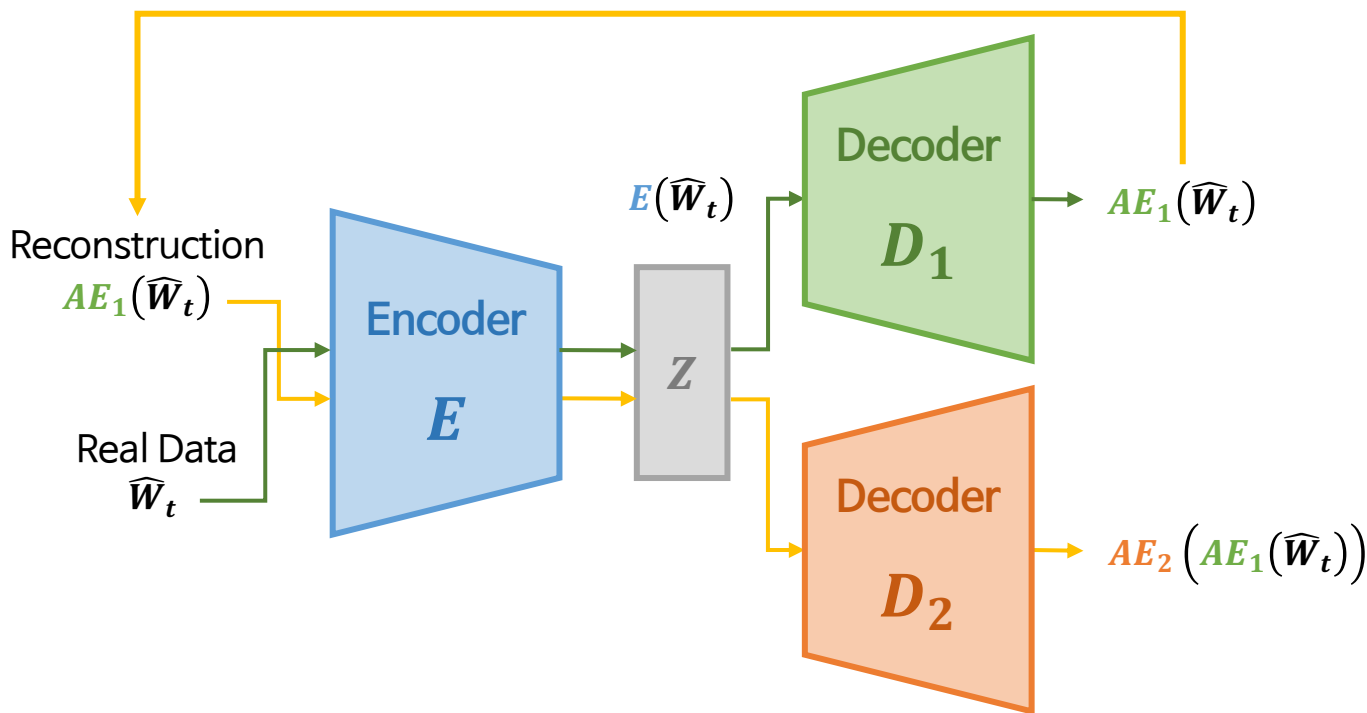 Reconstruction
AE₁(Ŵₜ)
Real Data
Ŵₜ
Encoder
E
Z
E(Ŵₜ)
Decoder
D₁
AE₁(Ŵₜ)
Decoder
D₂
AE₂(AE₁(Ŵₜ))